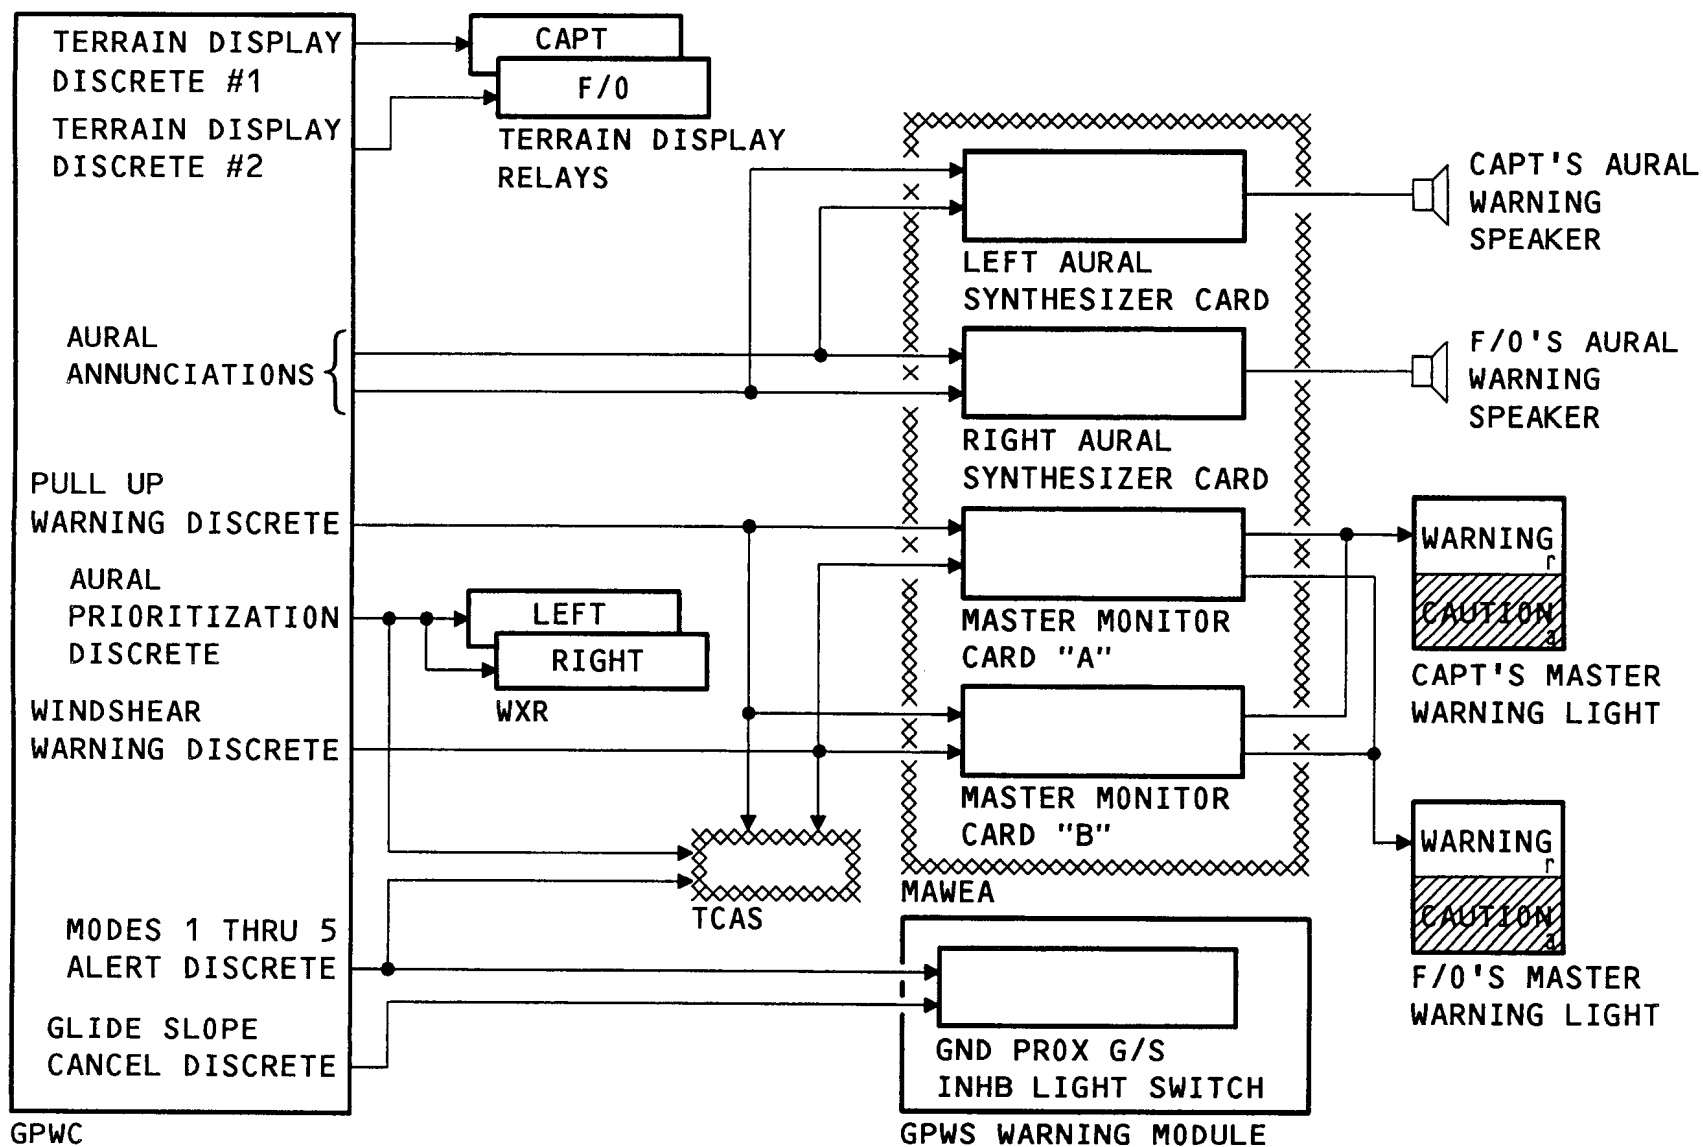 TERRAIN DISPLAY
DISCRETE #1
TERRAIN DISPLAY
DISCRETE #2
CAPT
F/O
TERRAIN DISPLAY
RELAYS
CAPT'S AURAL
WARNING
SPEAKER
LEFT AURAL
SYNTHESIZER CARD
AURAL
ANNUNCIATIONS
F/O'S AURAL
WARNING
SPEAKER
RIGHT AURAL
SYNTHESIZER CARD
PULL UP
WARNING DISCRETE
WARNING
r
CAUTION
a
CAPT'S MASTER
WARNING LIGHT
AURAL
PRIORITIZATION
DISCRETE
LEFT
RIGHT
WXR
MASTER MONITOR
CARD "A"
WINDSHEAR
WARNING DISCRETE
MASTER MONITOR
CARD "B"
MAWEA
TCAS
WARNING
r
CAUTION
a
F/O'S MASTER
WARNING LIGHT
MODES 1 THRU 5
ALERT DISCRETE
GLIDE SLOPE
CANCEL DISCRETE
GND PROX G/S
INHB LIGHT SWITCH
GPWC
GPWS WARNING MODULE